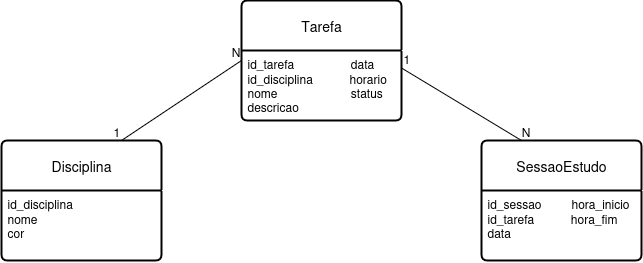 Tarefa
N
id_tarefa data
1
id_disciplina horario
nome status
descricao
1
N
Disciplina
id_disciplina
nome
cor
SessaoEstudo
id_sessao hora_inicio
id_tarefa hora_fim
data